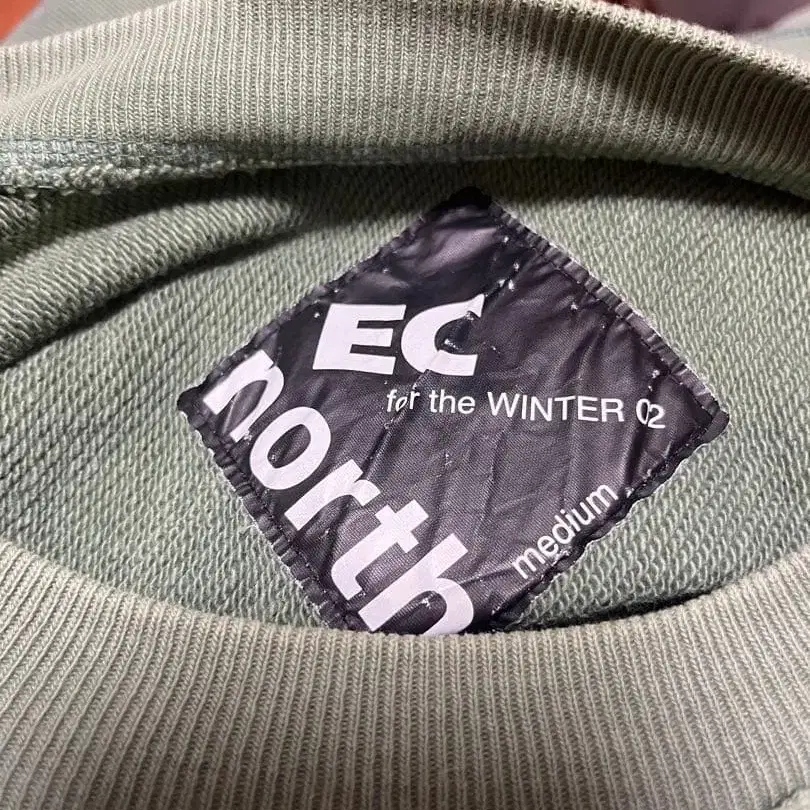 EC
for the WINTER 02
north
medium